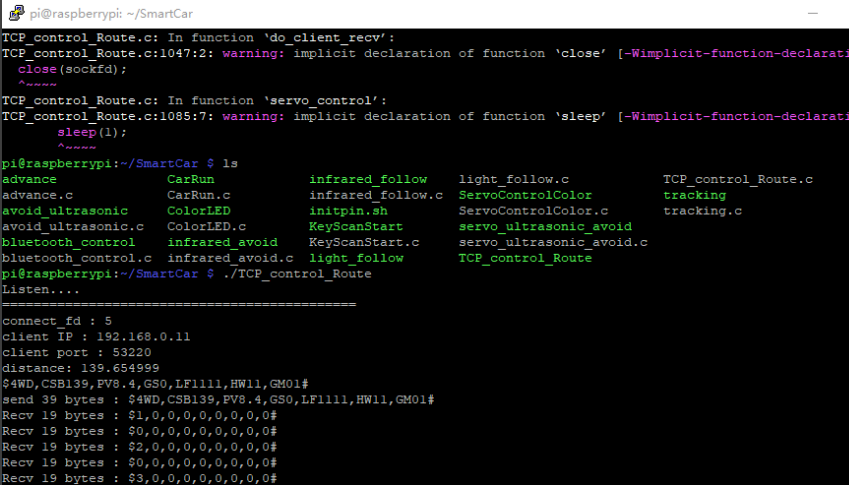 pi@raspberrypi: ~/SmartCar
TCP_control_Route.c: In function ‘do_client_recv’:
TCP_control_Route.c:1047:2: warning: implicit declaration of function ‘close’ [-Wimplicit-function-declarati
close(sockfd);
^~~~~
TCP_control_Route.c: In function ‘servo_control’:
TCP_control_Route.c:1085:7: warning: implicit declaration of function ‘sleep’ [-Wimplicit-function-declarati
sleep(1);
^~~~~
pi@raspberrypi:~/SmartCar $ ls
advance CarRun infrared_follow light_follow.c TCP_control_Route.c
advance.c CarRun.c infrared_follow.c ServoControlColor tracking
avoid_ultrasonic ColorLED initpin.sh ServoControlColor.c tracking.c
avoid_ultrasonic.c ColorLED.c KeyScanStart servo_ultrasonic_avoid
bluetooth_control infrared_avoid KeyScanStart.c servo_ultrasonic_avoid.c
bluetooth_control.c infrared_avoid.c light_follow TCP_control_Route
pi@raspberrypi:~/SmartCar $ ./TCP_control_Route
Listen....
=============================================
connect_fd : 5
client IP : 192.168.0.11
client port : 53220
distance: 139.654999
$4WD,CSB139,PV8.4,GS0,LF1111,HW11,GM01#
send 39 bytes : $4WD,CSB139,PV8.4,GS0,LF1111,HW11,GM01#
Recv 19 bytes : $1,0,0,0,0,0,0,0,0#
Recv 19 bytes : $0,0,0,0,0,0,0,0,0#
Recv 19 bytes : $2,0,0,0,0,0,0,0,0#
Recv 19 bytes : $0,0,0,0,0,0,0,0,0#
Recv 19 bytes : $3,0,0,0,0,0,0,0,0#